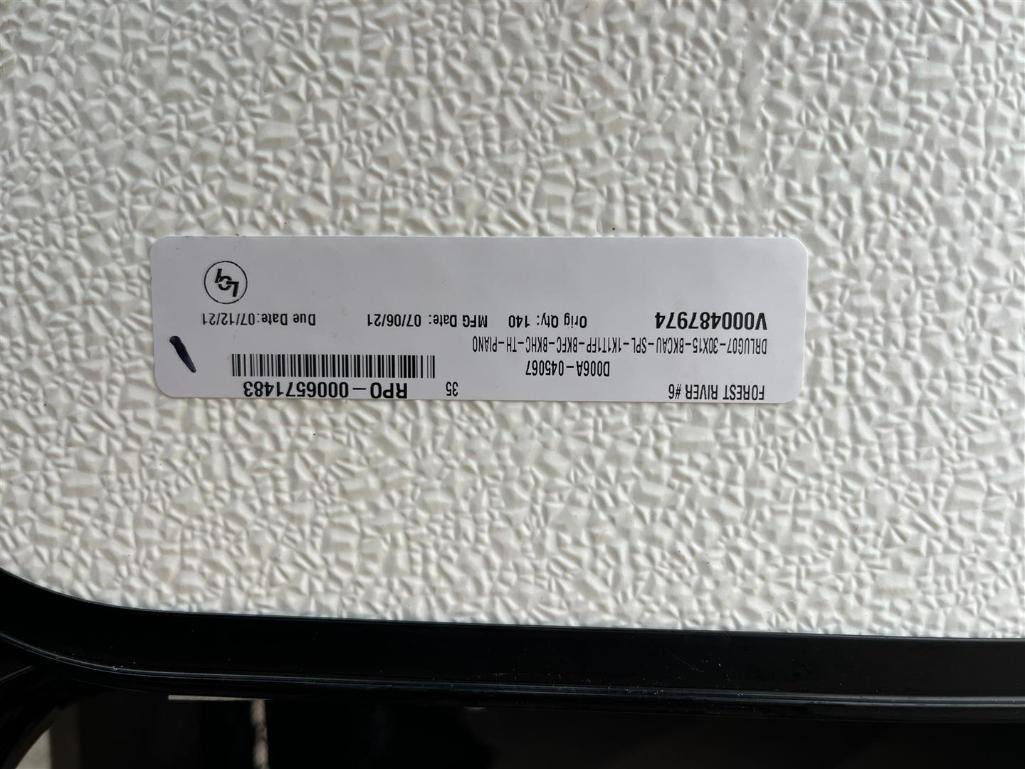 FOREST RIVER #6
35
RPO-0006571483
D006A-045067
DRLUG07-30X15-BKCAU-SPL-1K1T1FP-BKFC-BKHC-TH-PIANO
V000487974
Orig Qty: 140
MFG Date: 07/06/21
Due Date:07/12/21
LCI